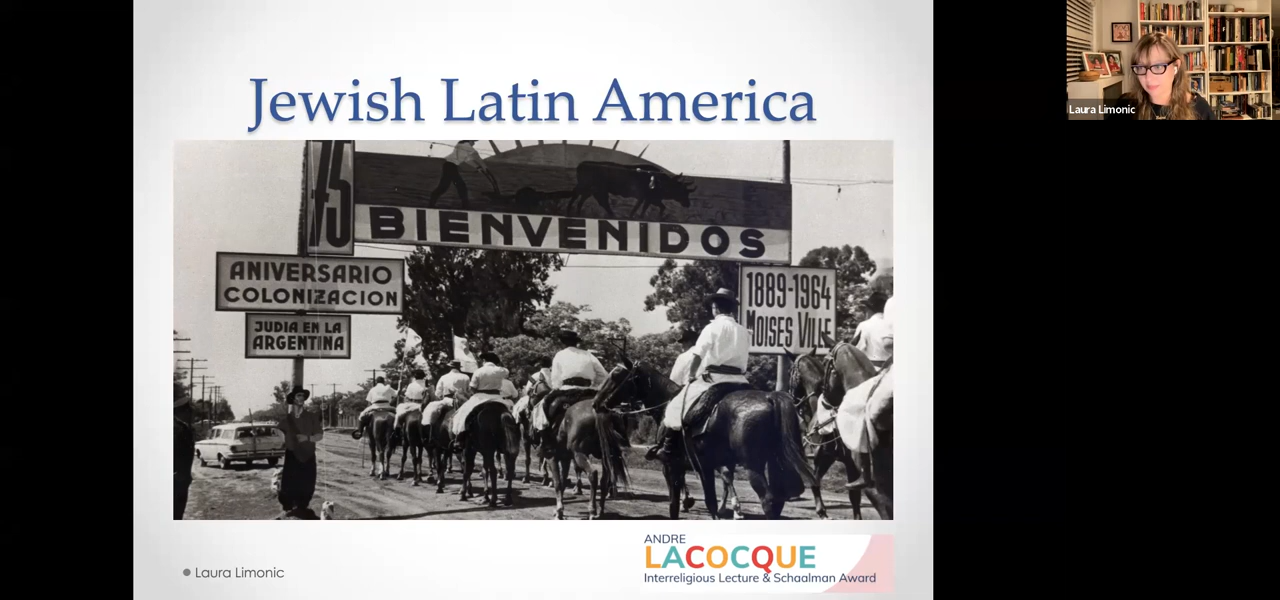 Jewish Latin America
75
BIENVENIDOS
ANIVERSARIO
COLONIZACION
JUDIA EN LA
ARGENTINA
1889-1964
MOISES VILLE
Laura Limonic
ANDRE
LACOCQUE
Interreligious Lecture & Schaalman Award
Laura Limonic